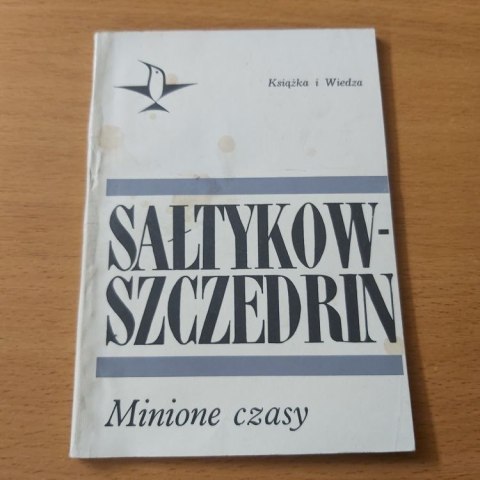 Książka i Wiedza
SAŁTYKOW-
SZCZEDRIN
Minione czasy